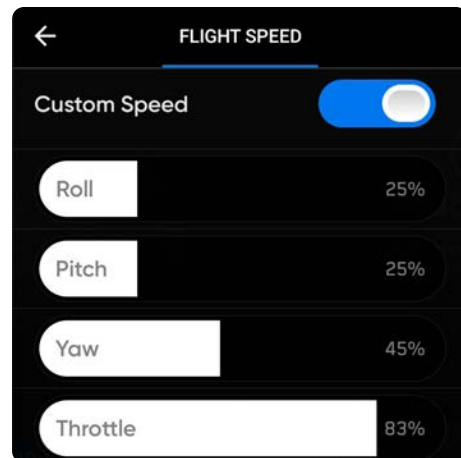 FLIGHT SPEED
Custom Speed
Roll 25%
Pitch 25%
Yaw 45%
Throttle 83%